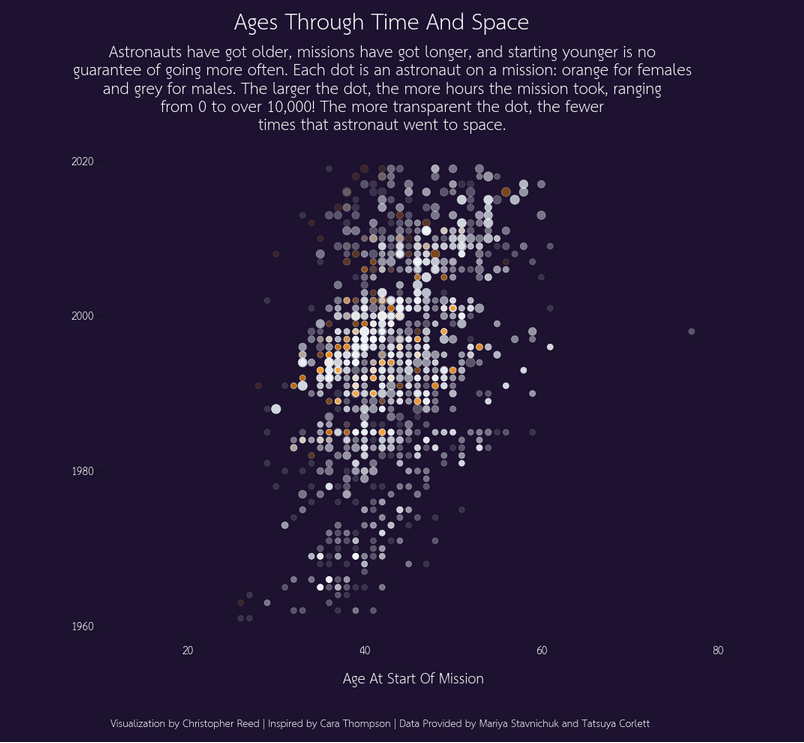 Ages Through Time And Space
Astronauts have got older, missions have got longer, and starting younger is no
guarantee of going more often. Each dot is an astronaut on a mission: orange for females
and grey for males. The larger the dot, the more hours the mission took, ranging
from 0 to over 10,000! The more transparent the dot, the fewer
times that astronaut went to space.
2020
2000
1980
1960
20 40 60 80
Age At Start Of Mission
Visualization by Christopher Reed | Inspired by Cara Thompson | Data Provided by Mariya Stavnichuk and Tatsuya Corlett